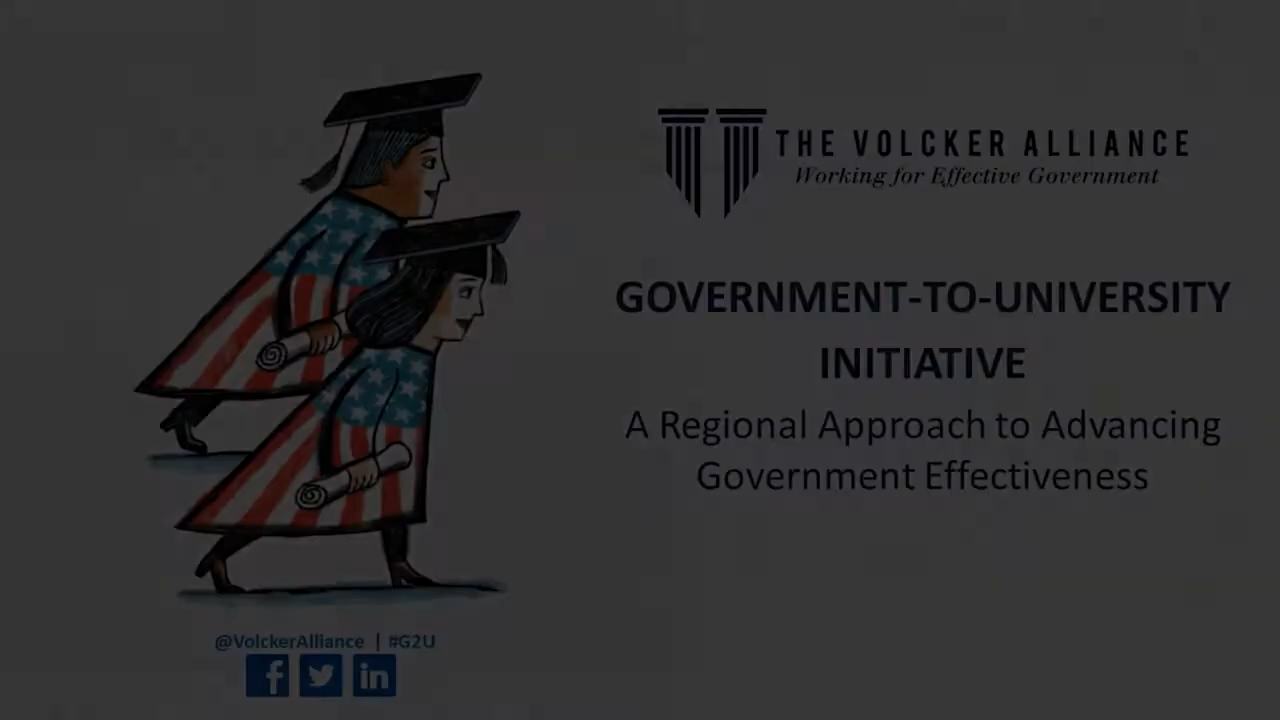 THE VOLCKER ALLIANCE
Working for Effective Government
GOVERNMENT-TO-UNIVERSITY
INITIATIVE
A Regional Approach to Advancing
Government Effectiveness
@VolckerAlliance | #G2U